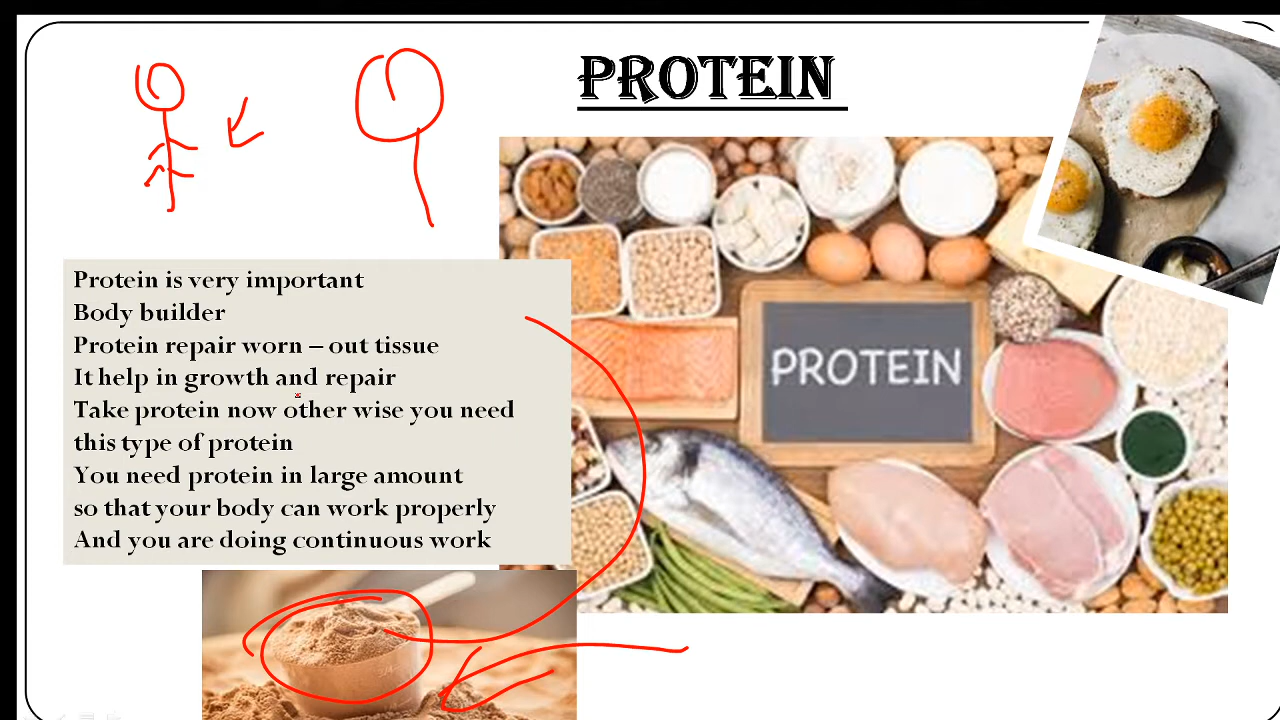 PROTEIN
Protein is very important
Body builder
Protein repair worn – out tissue
It help in growth and repair
Take protein now other wise you need
this type of protein
You need protein in large amount
so that your body can work properly
And you are doing continuous work
PROTEIN